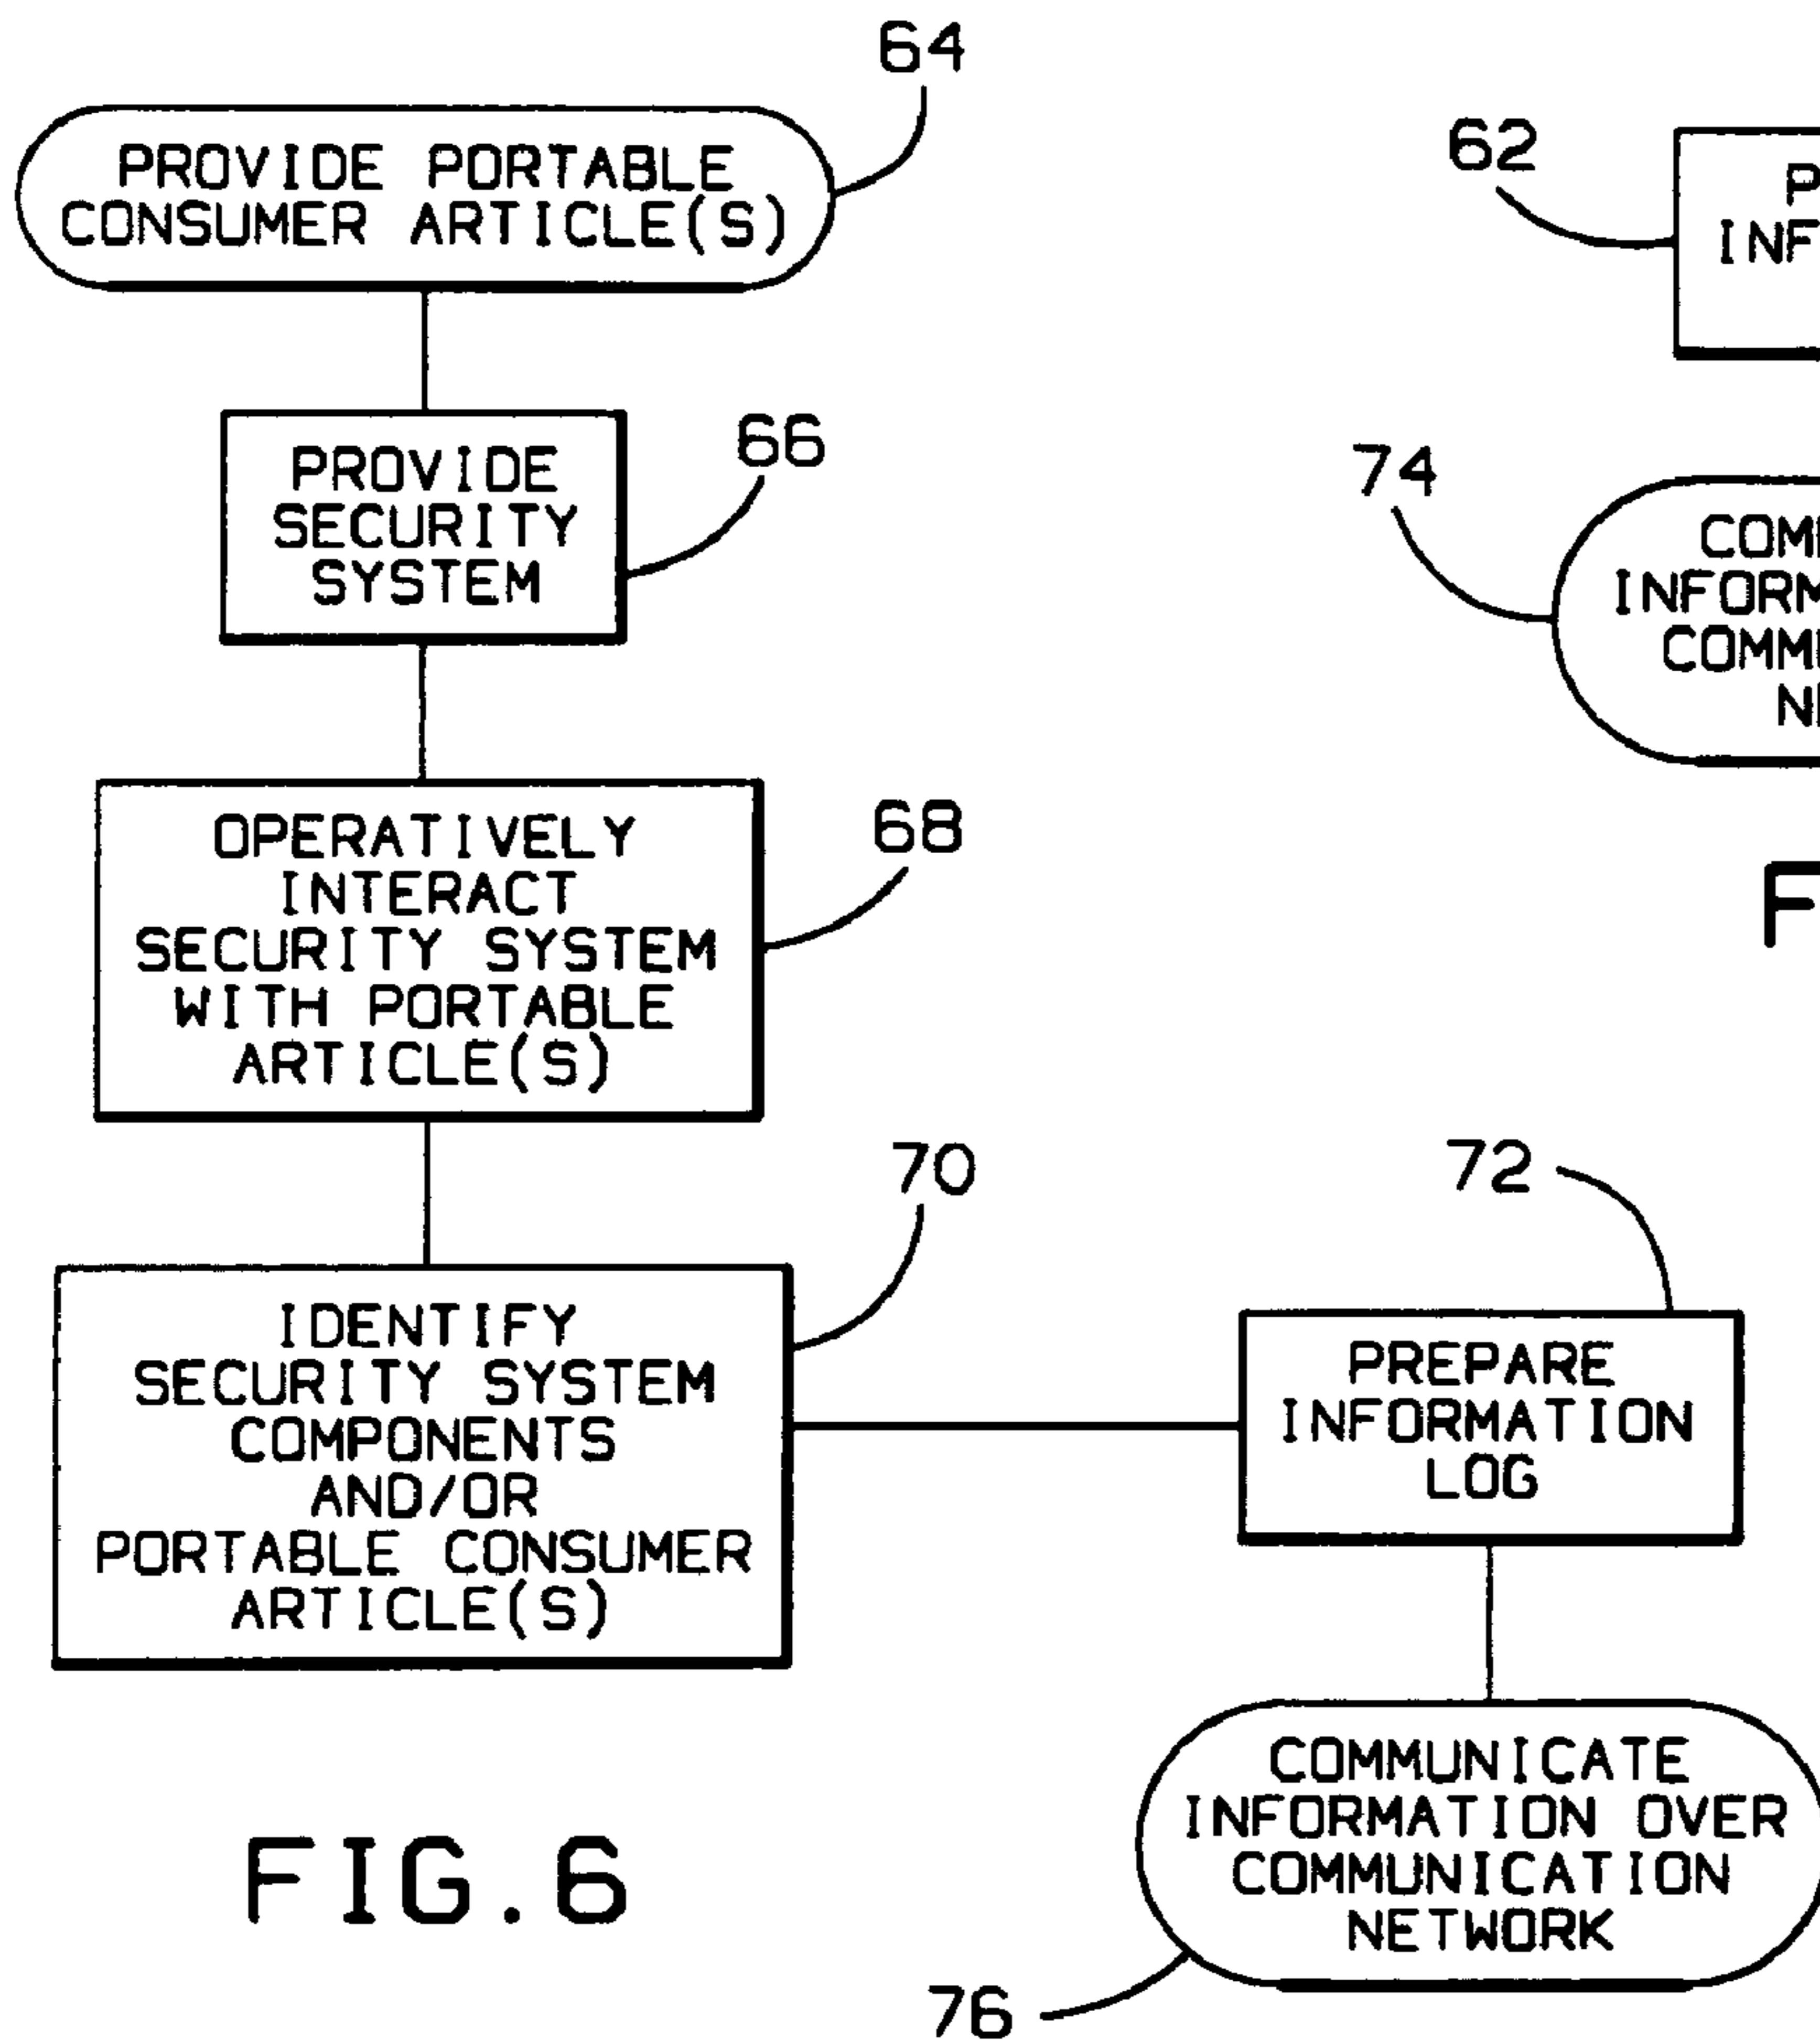 64
PROVIDE PORTABLE
CONSUMER ARTICLE(S)
66
PROVIDE
SECURITY
SYSTEM
68
OPERATIVELY
INTERACT
SECURITY SYSTEM
WITH PORTABLE
ARTICLE(S)
70
IDENTIFY
SECURITY SYSTEM
COMPONENTS
AND/OR
PORTABLE CONSUMER
ARTICLE(S)
72
PREPARE
INFORMATION
LOG
COMMUNICATE
INFORMATION OVER
COMMUNICATION
NETWORK
76
FIG.6
62
74